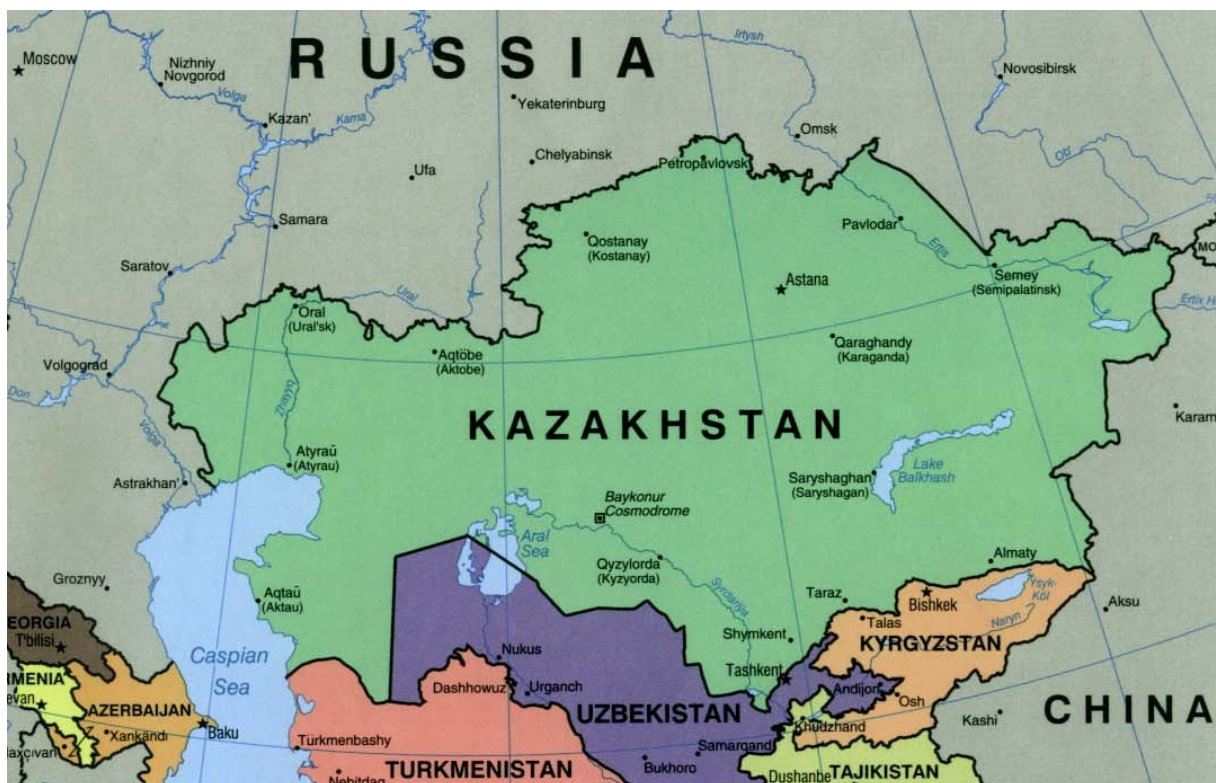 Moscow
Nizhniy
Novgorod
Volga
RUSSIA
Irtysh
Novosibirsk
Yekaterinburg
Kazan'
Kama
Omsk
Ob'
Chelyabinsk
Petropavlovsk
Ufa
Samara
Pavlodar
Qostanay
(Kostanay)
Ertis
Saratov
Astana
Semey
(Semipalatinsk)
Ural
Oral
(Ural'sk)
Volgograd
Aqtöbe
(Aktobe)
Qaraghandy
(Karaganda)
Don
Zhayyq
Volga
KAZAKHSTAN
Atyraū
(Atyrau)
Astrakhan'
Saryshaghan
(Saryshagan)
Lake
Balkhash
Baykonur
Cosmodrome
Aral
Sea
Qyzylorda
(Kyzyorda)
Almaty
Groznyy
Aqtaū
(Aktau)
Syrdariya
Taraz
Bishkek
Ysyk-
Köl
Aksu
Talas
Naryn
T'bilisi
Caspian
Sea
Nukus
Shymkent
KYRGYZSTAN
Tashkent
Dashhowuz
Urganch
Andijon
Osh
AZERBAIJAN
Xankändi
Baku
UZBEKISTAN
Khudzhand
Kashi
CHINA
Türkmenbashy
Samarqand
Bukhoro
TURKMENISTAN
Dushanbe
TAJIKISTAN